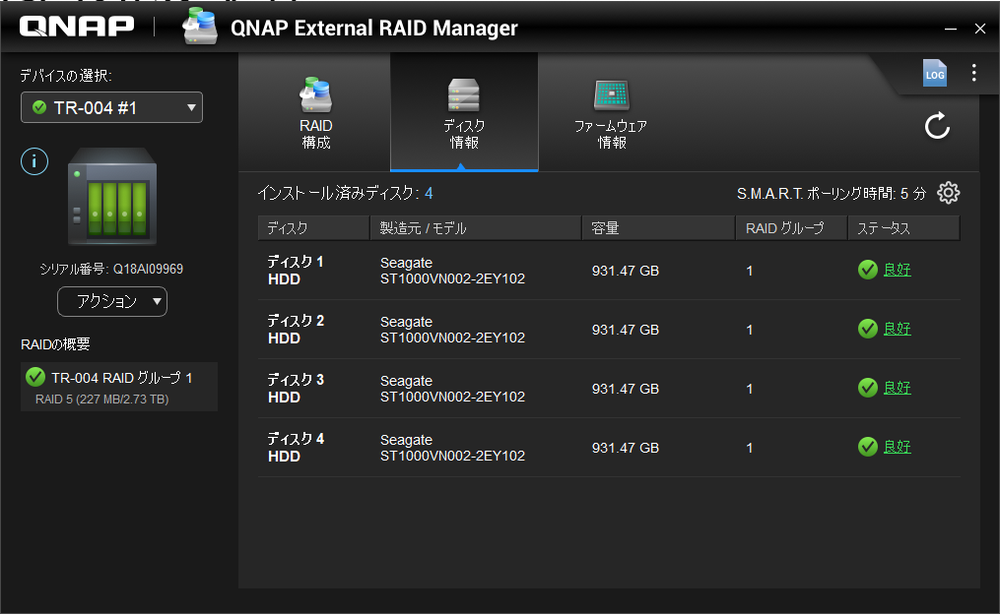 QNAP
QNAP External RAID Manager
デバイスの選択:
TR-004 #1
i
シリアル番号: Q18AI09969
アクション
RAIDの概要
TR-004 RAID グループ 1
RAID 5 (227 MB/2.73 TB)
RAID
構成
ディスク
情報
ファームウェア
情報
LOG
インストール済みディスク: 4
S.M.A.R.T. ポーリング時間: 5 分
ディスク 製造元 / モデル 容量 RAID グループ ステータス
ディスク 1
HDD
Seagate
ST1000VN002-2EY102
931.47 GB
1
良好
ディスク 2
HDD
Seagate
ST1000VN002-2EY102
931.47 GB
1
良好
ディスク 3
HDD
Seagate
ST1000VN002-2EY102
931.47 GB
1
良好
ディスク 4
HDD
Seagate
ST1000VN002-2EY102
931.47 GB
1
良好